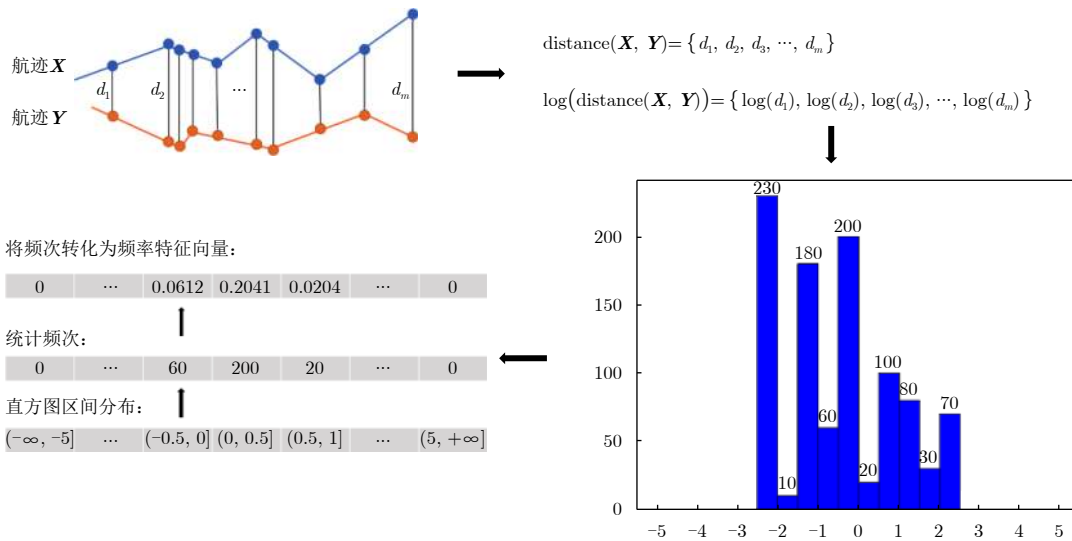 航迹X
航迹Y
d₁
d₂
...
dₘ
distance(X, Y)={d₁, d₂, d₃, ···, dₘ}
log(distance(X, Y))={log(d₁), log(d₂), log(d₃), ···, log(dₘ)}
230
10
180
60
200
20
100
80
30
70
200
150
100
50
0
−5 −4 −3 −2 −1 0 1 2 3 4 5
将频次转化为频率特征向量:
0 ··· 0.0612 0.2041 0.0204 ··· 0
统计频次:
0 ··· 60 200 20 ··· 0
直方图区间分布:
(−∞, −5] ··· (−0.5, 0] (0, 0.5] (0.5, 1] ··· (5, +∞]